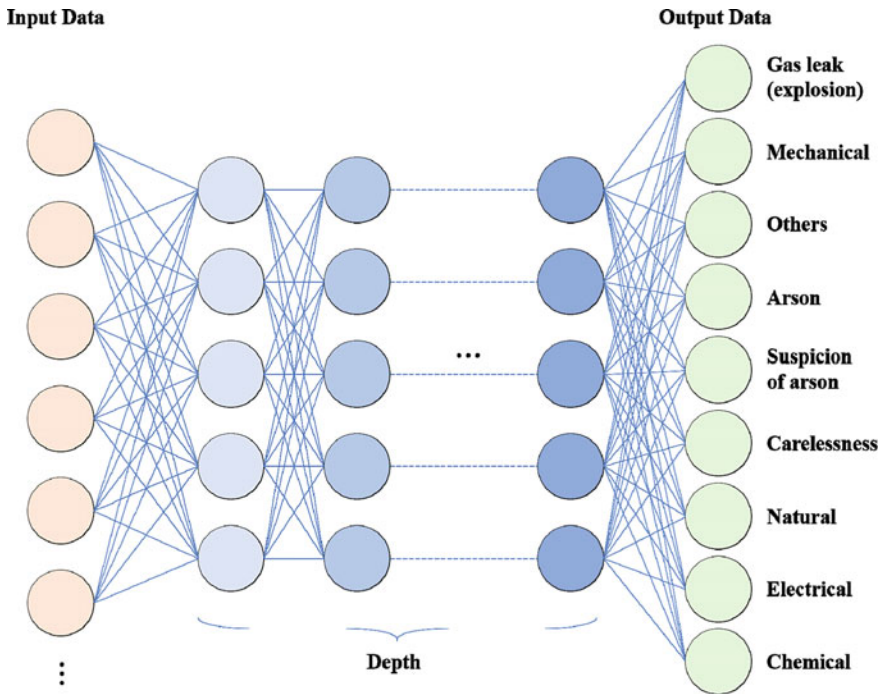 Input Data
Output Data
Gas leak
(explosion)
Mechanical
Others
Arson
Suspicion
of arson
Carelessness
Natural
Electrical
Chemical
...
Depth
⋮